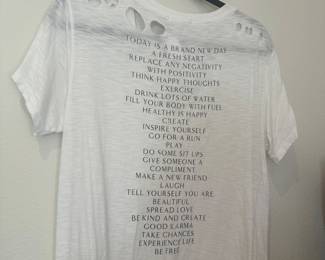 TODAY IS A BRAND NEW DAY
A FRESH START
REPLACE ANY NEGATIVITY
WITH POSITIVITY
THINK HAPPY THOUGHTS
EXERCISE
DRINK LOTS OF WATER
FILL YOUR BODY WITH FUEL
HEALTHY IS HAPPY
CREATE
INSPIRE YOURSELF
GO FOR A RUN
PLAY
DO SOME SIT UPS
GIVE SOMEONE A
COMPLIMENT
MAKE A NEW FRIEND
LAUGH
TELL YOURSELF YOU ARE
BEAUTIFUL
SPREAD LOVE
BE KIND AND CREATE
GOOD KARMA
TAKE CHANCES
EXPERIENCE LIFE
BE FREE